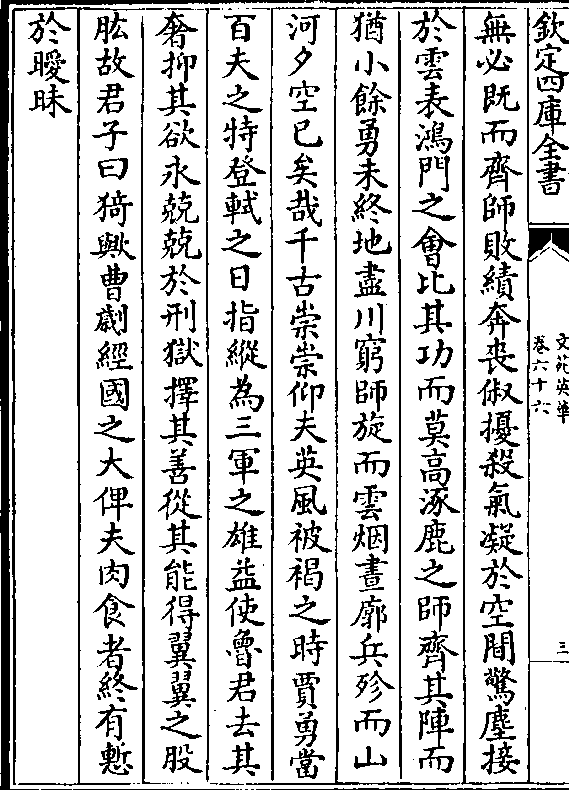 欽定四庫全書
文苑英華
卷六十六
三
無必既而齊師敗績奔喪俶擾殺氣凝於空間驚塵接
於雲表鴻門之會比其功而莫高涿鹿之師齊其陣而
猶小餘勇未終地盡川窮師旋而雲烟晝廓兵殄而山
河夕空已矣哉千古崇崇仰夫英風被褐之時賈勇當
百夫之特登軾之日指縱為三軍之雄益使魯君去其
奢抑其欲永兢兢於刑獄擇其善從其能得翼翼之股
肱故君子曰猗歟曹劌經國之大俾夫肉食者終有慙
於曖昧